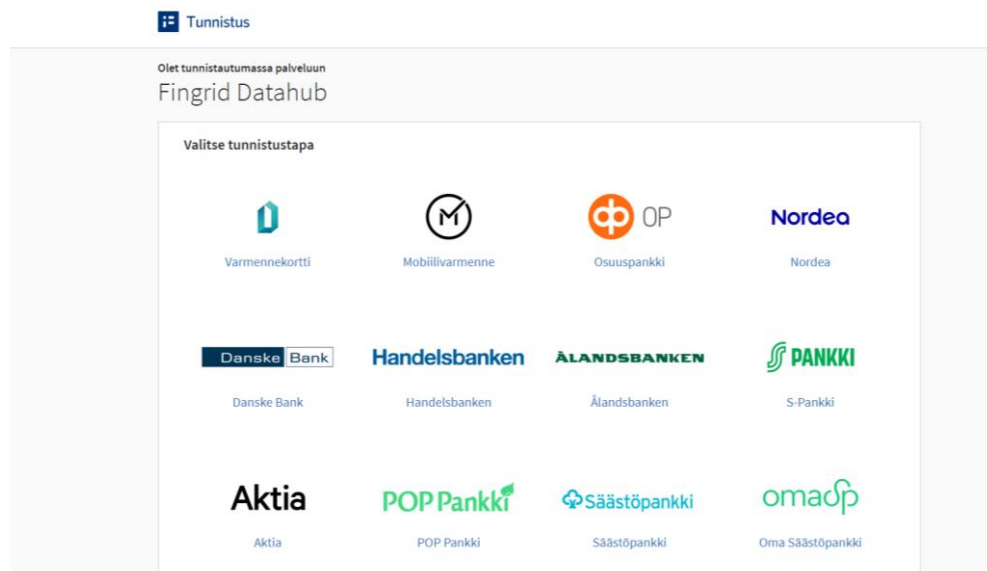 Tunnistus
Olet tunnistautumassa palveluun
Fingrid Datahub
Valitse tunnistustapa
M OP Nordea
Varmennekortti Mobiilivarmenne Osuuspankki Nordea
Danske Bank Handelsbanken ÅLANDSBANKEN S PANKKI
Danske Bank Handelsbanken Ålandsbanken S-Pankki
Aktia POP Pankki Säästöpankki omasp
Aktia POP Pankki Säästöpankki Oma Säästöpankki